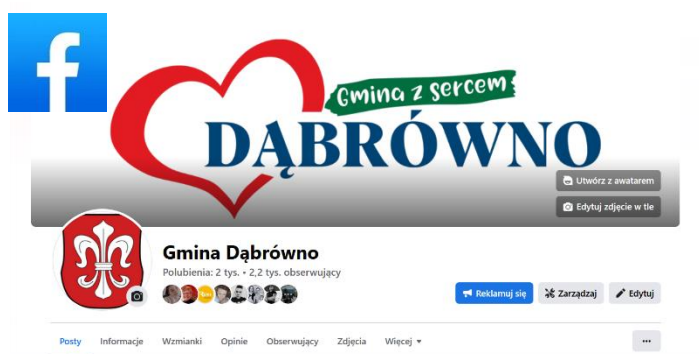 f
Gmina z sercem
DĄBRÓWNO
Utwórz z awatarem
Edytuj zdjęcie w tle
Gmina Dąbrówno
Polubienia: 2 tys. • 2,2 tys. obserwujący
Reklamuj się
Zarządzaj
Edytuj
Posty Informacje Wzmianki Opinie Obserwujący Zdjęcia Więcej